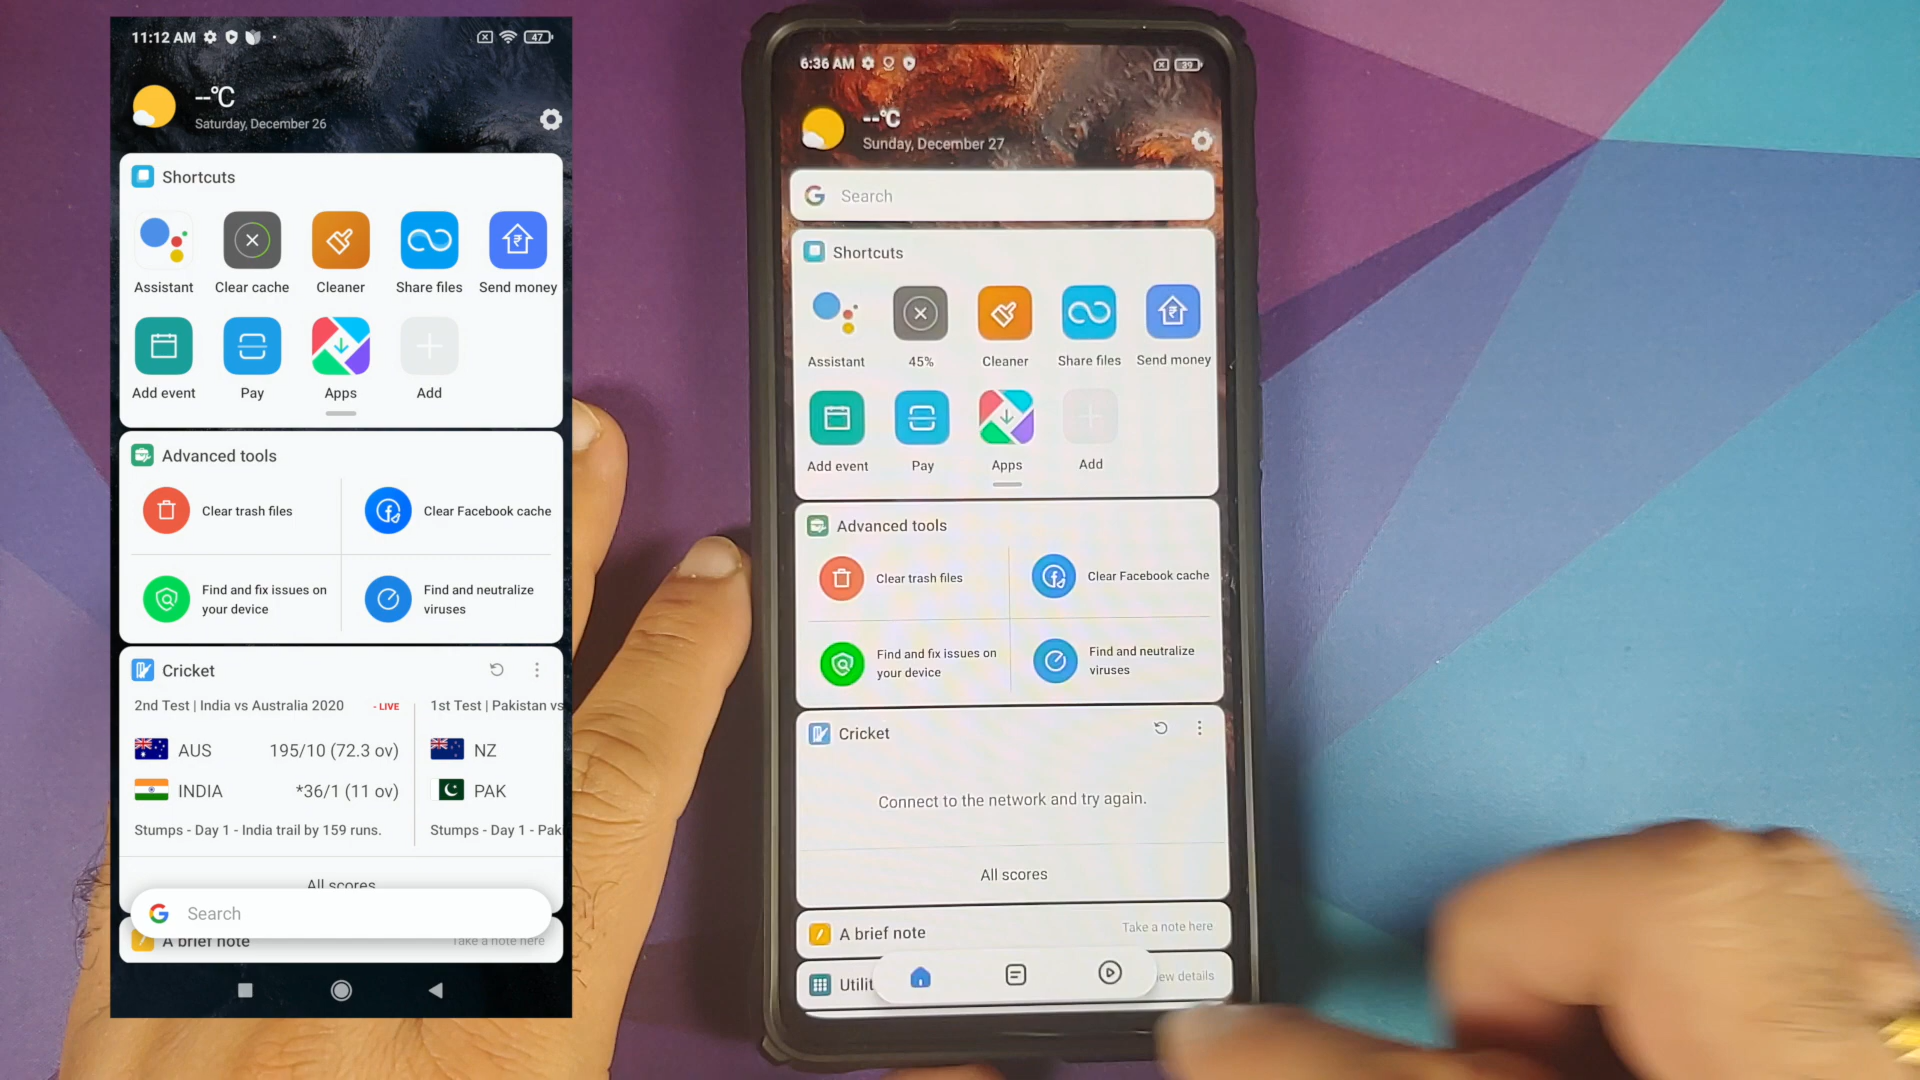 11:12 AM
47
--°C
Saturday, December 26
Shortcuts
Assistant
Clear cache
Cleaner
Share files
Send money
Add event
Pay
Apps
Add
Advanced tools
Clear trash files
Clear Facebook cache
Find and fix issues on
your device
Find and neutralize
viruses
Cricket
2nd Test | India vs Australia 2020
- LIVE
1st Test | Pakistan vs
AUS 195/10 (72.3 ov)
NZ
INDIA *36/1 (11 ov)
PAK
Stumps - Day 1 - India trail by 159 runs.
Stumps - Day 1 - Pak
All scores
Search
A brief note
Take a note here
6:36 AM
39
--°C
Sunday, December 27
Search
Shortcuts
Assistant
45%
Cleaner
Share files
Send money
Add event
Pay
Apps
Add
Advanced tools
Clear trash files
Clear Facebook cache
Find and fix issues on
your device
Find and neutralize
viruses
Cricket
Connect to the network and try again.
All scores
A brief note
Take a note here
Utilit
ew details